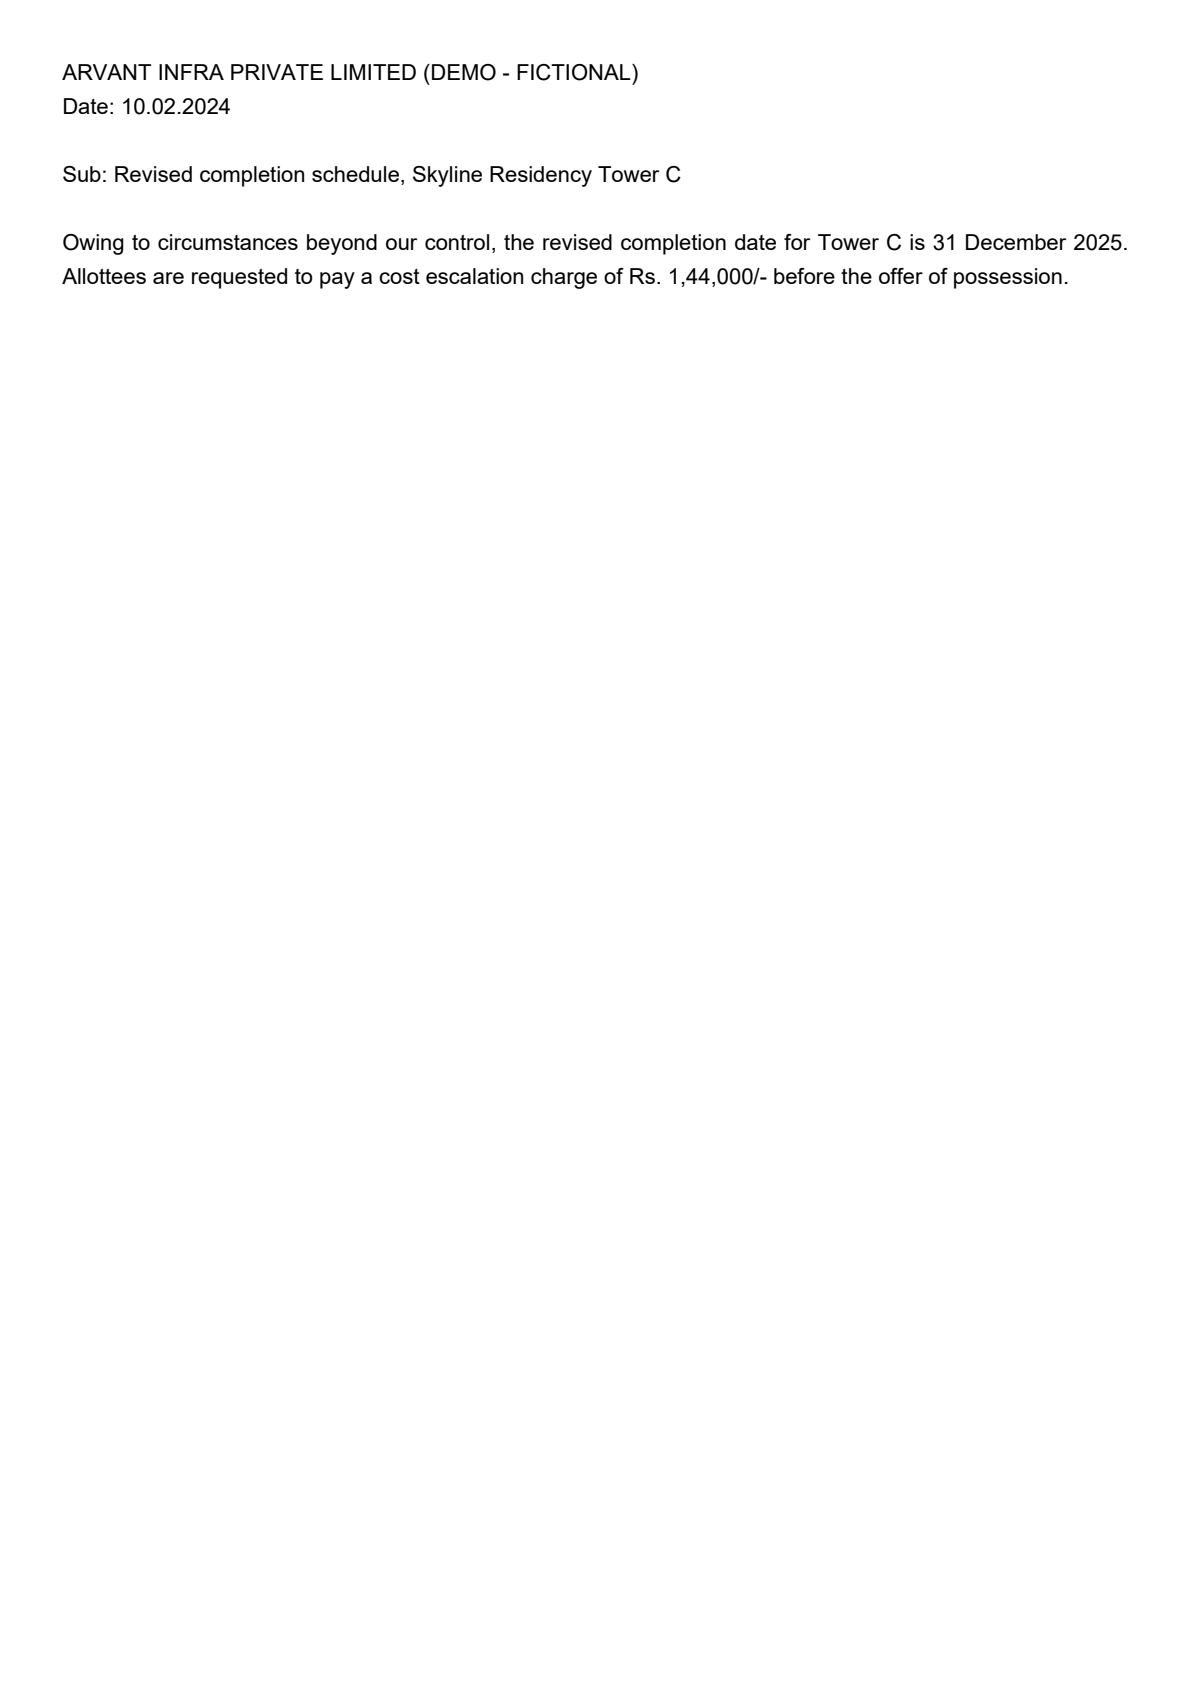 ARVANT INFRA PRIVATE LIMITED (DEMO - FICTIONAL)
Date: 10.02.2024
Sub: Revised completion schedule, Skyline Residency Tower C
Owing to circumstances beyond our control, the revised completion date for Tower C is 31 December 2025.
Allottees are requested to pay a cost escalation charge of Rs. 1,44,000/- before the offer of possession.